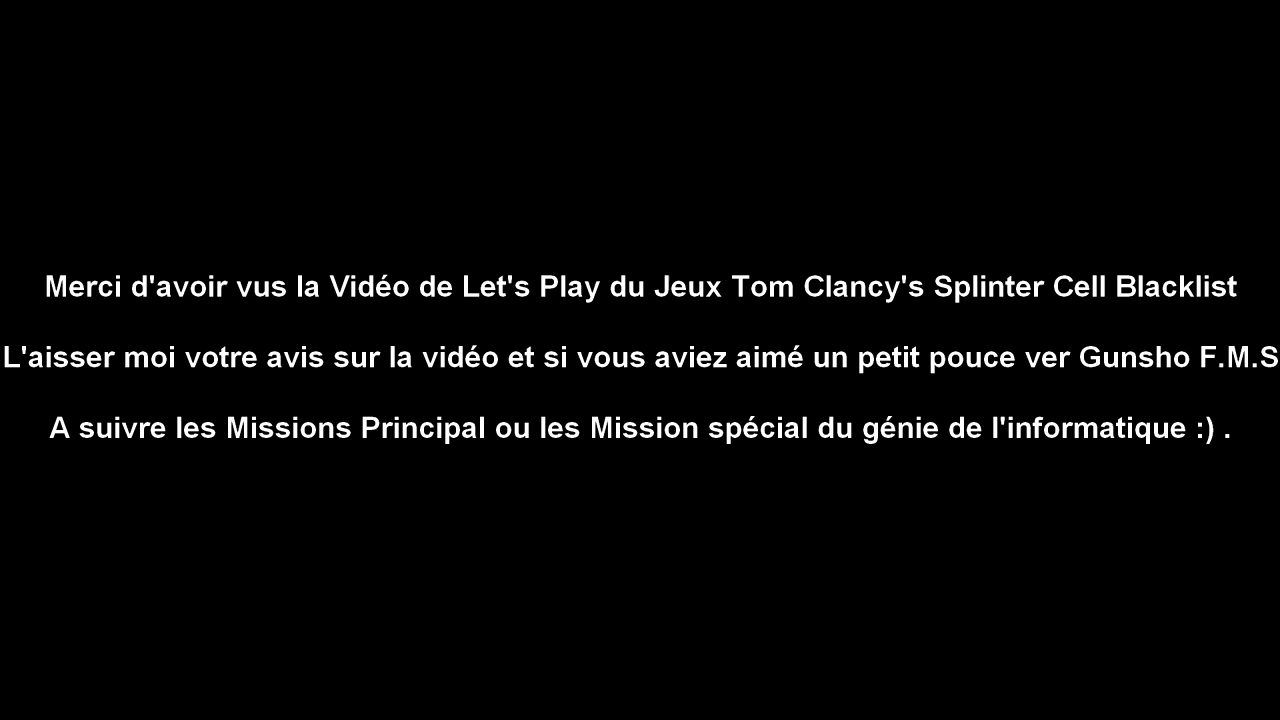 Merci d'avoir vus la Vidéo de Let's Play du Jeux Tom Clancy's Splinter Cell Blacklist
L'aisser moi votre avis sur la vidéo et si vous aviez aimé un petit pouce ver Gunsho F.M.S
A suivre les Missions Principal ou les Mission spécial du génie de l'informatique :) .